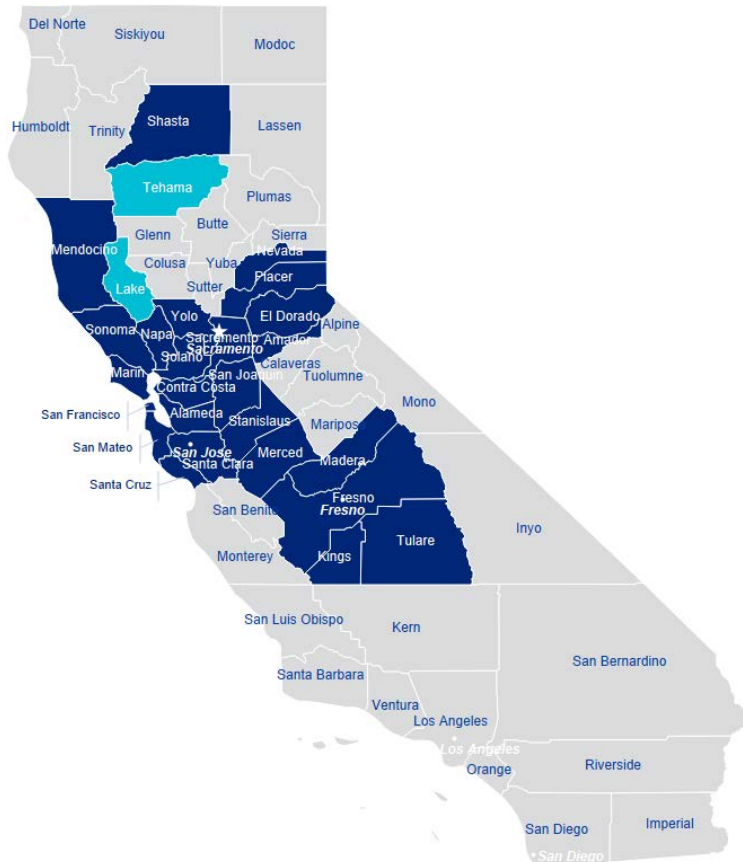 Del Norte
Siskiyou
Modoc
Shasta
Humboldt
Trinity
Lassen
Tehama
Plumas
Butte
Glenn
Sierra
Mendocino
Nevada
Colusa
Yuba
Placer
Lake
Sutter
Yolo
El Dorado
Sonoma
Napa
Sacramento
Sacramento
Amador
Alpine
Solano
Calaveras
Marin
San Joaquin
Tuolumne
Contra Costa
Mono
San Francisco
Alameda
Stanislaus
Mariposa
San Mateo
San Jose
Merced
Madera
Santa Clara
Santa Cruz
Fresno
San Benito
Fresno
Inyo
Tulare
Monterey
Kings
San Luis Obispo
Kern
San Bernardino
Santa Barbara
Ventura
Los Angeles
Los Angeles
Orange
Riverside
San Diego
Imperial
San Diego